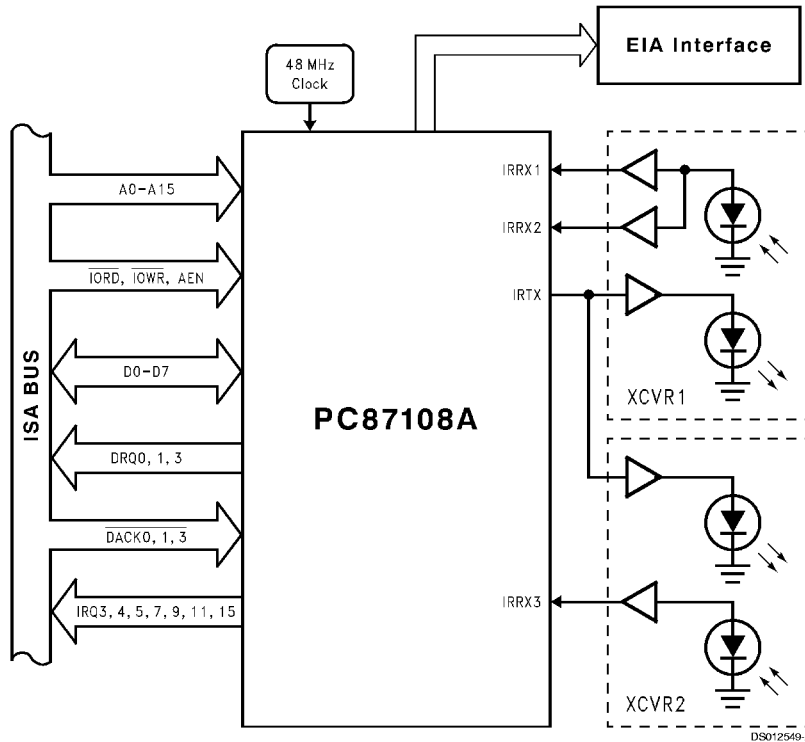 EIA Interface
48 MHz
Clock
ISA BUS
A0-A15
IORD, IOWR, AEN
D0-D7
DRQ0, 1, 3
DACK0, 1, 3
IRQ3, 4, 5, 7, 9, 11, 15
PC87108A
IRRX1
IRRX2
IRTX
IRRX3
XCVR1
XCVR2
DS012549-